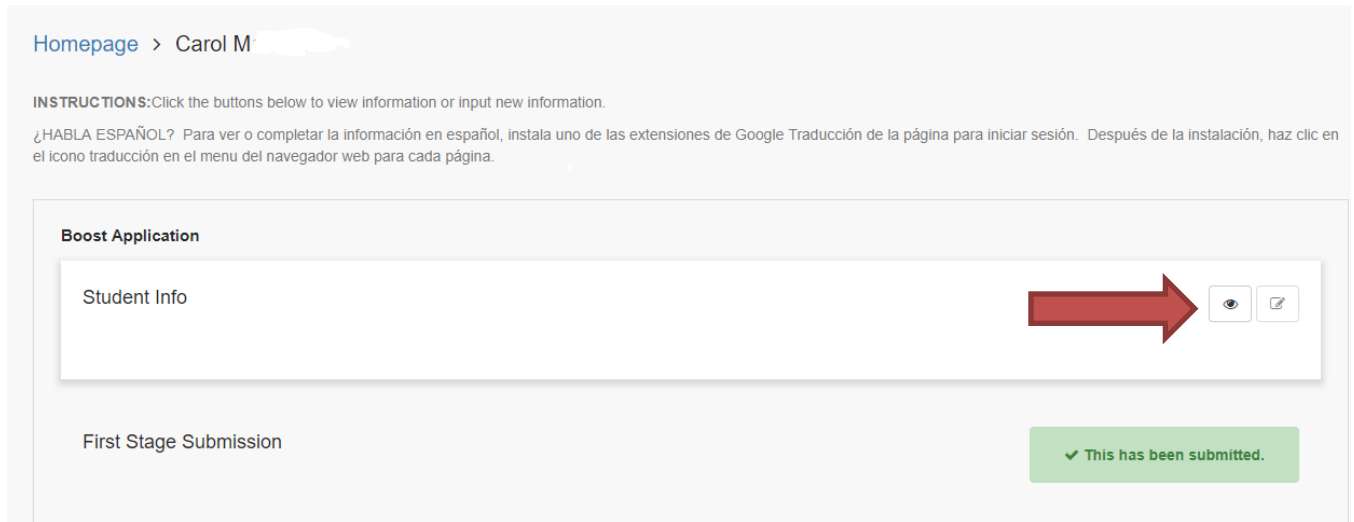 Homepage > Carol M
INSTRUCTIONS:Click the buttons below to view information or input new information.
¿HABLA ESPAÑOL? Para ver o completar la información en español, instala uno de las extensiones de Google Traducción de la página para iniciar sesión. Después de la instalación, haz clic en
el icono traducción en el menu del navegador web para cada página.
Boost Application
Student Info
First Stage Submission
✔ This has been submitted.